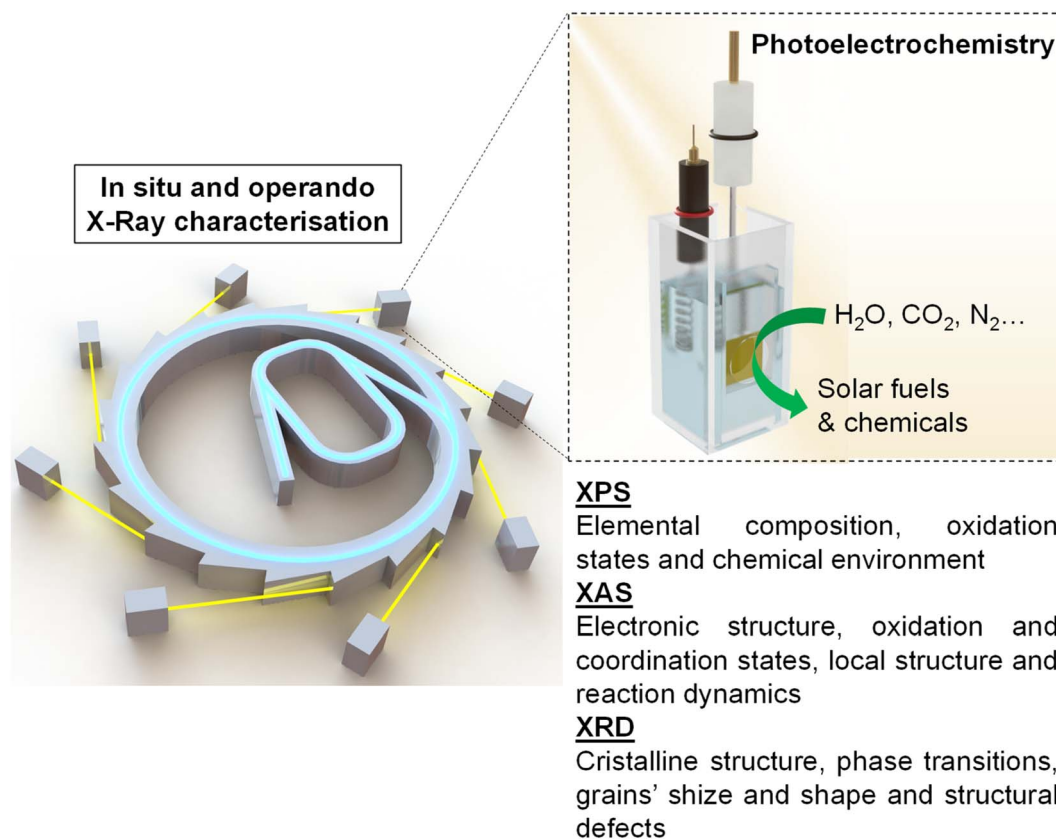 In situ and operando
X-Ray characterisation
Photoelectrochemistry
H₂O, CO₂, N₂...
Solar fuels
& chemicals
XPS
Elemental composition, oxidation
states and chemical environment
XAS
Electronic structure, oxidation and
coordination states, local structure and
reaction dynamics
XRD
Cristalline structure, phase transitions,
grains’ shize and shape and structural
defects